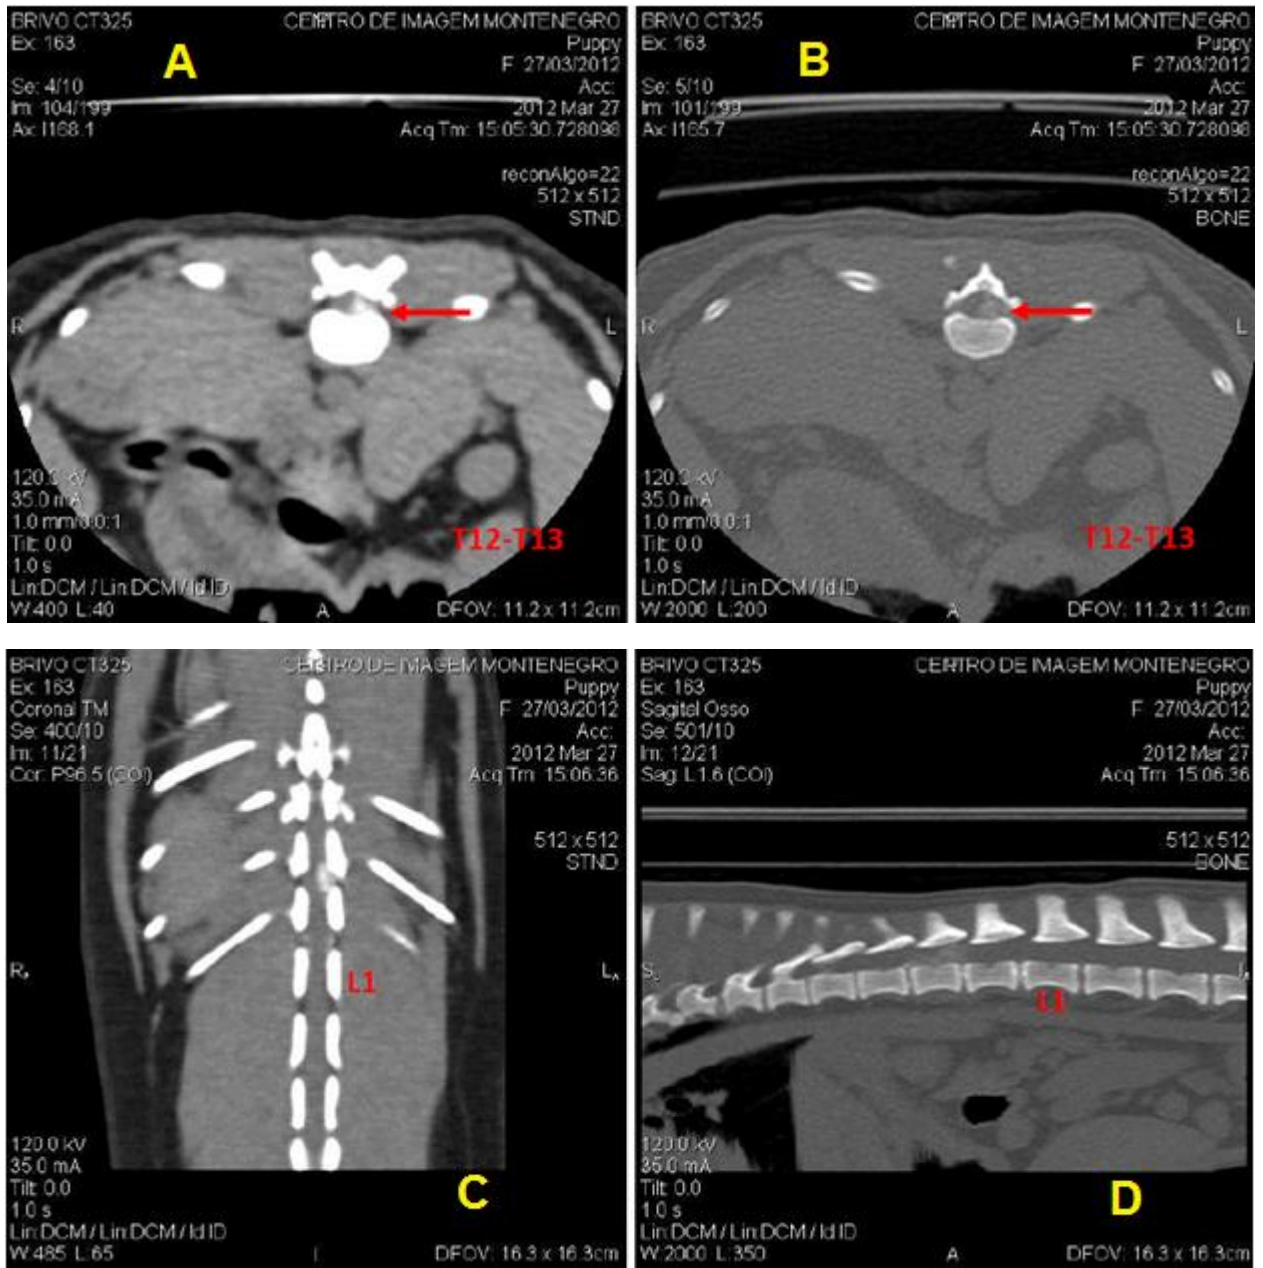 BRIVO CT325
CENTRO DE IMAGEM MONTENEGRO
Ex: 163
Puppy
A
F 27/03/2012
Se: 4/10
Acc:
Im: 104/199
2012 Mar 27
Ax: I168.1
Acq Tm: 15:05:30.728098
reconAlgo=22
512 x 512
STND
R
L
120.0 kV
35.0 mA
1.0 mm/0.0:1
T12-T13
Tilt: 0.0
1.0 s
Lin:DCM / Lin:DCM / Id:ID
W:400 L:40
A
DFOV: 11.2 x 11.2cm
BRIVO CT325
CENTRO DE IMAGEM MONTENEGRO
Ex: 163
Puppy
B
F 27/03/2012
Se: 5/10
Acc:
Im: 101/199
2012 Mar 27
Ax: I165.7
Acq Tm: 15:05:30.728098
reconAlgo=22
512 x 512
BONE
R
L
120.0 kV
35.0 mA
1.0 mm/0.0:1
T12-T13
Tilt: 0.0
1.0 s
Lin:DCM / Lin:DCM / Id:ID
W:2000 L:200
A
DFOV: 11.2 x 11.2cm
BRIVO CT325
CENTRO DE IMAGEM MONTENEGRO
Ex: 163
Puppy
Coronal TM
F 27/03/2012
Se: 400/10
Acc:
Im: 11/21
2012 Mar 27
Cor: P96.5 (COI)
Acq Tm: 15:06:36
512 x 512
STND
L1
120.0 kV
35.0 mA
Tilt: 0.0
1.0 s
C
Lin:DCM / Lin:DCM / Id:ID
W:485 L:65
I
DFOV: 16.3 x 16.3cm
BRIVO CT325
CENTRO DE IMAGEM MONTENEGRO
Ex: 163
Puppy
Sagital Osso
F 27/03/2012
Se: 501/10
Acc:
Im: 12/21
2012 Mar 27
Sag: L1.6 (COI)
Acq Tm: 15:06:36
512 x 512
BONE
L1
120.0 kV
35.0 mA
Tilt: 0.0
1.0 s
D
Lin:DCM / Lin:DCM / Id:ID
W:2000 L:350
A
DFOV: 16.3 x 16.3cm